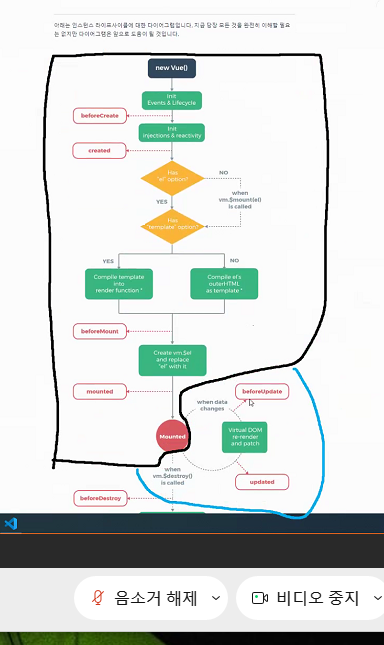 아래는 인스턴스 라이프사이클에 대한 다이어그램입니다. 지금 당장 모든 것을 완전히 이해할 필요
는 없지만 다이어그램은 앞으로 도움이 될 것입니다.
new Vue()
Init
Events & Lifecycle
beforeCreate
Init
injections & reactivity
created
Has
"el" option?
NO
when
vm.$mount(el)
is called
YES
Has
"template" option?
YES
NO
Compile template
into
render function *
Compile el's
outerHTML
as template *
beforeMount
Create vm.$el
and replace
"el" with it
mounted
beforeUpdate
when data
changes
Mounted
Virtual DOM
re-render
and patch
when
vm.$destroy()
is called
updated
beforeDestroy
음소거 해제
비디오 중지